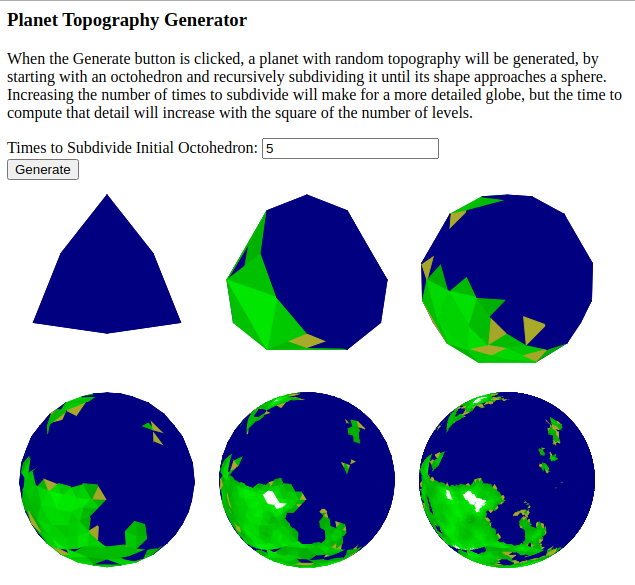 Planet Topography Generator
When the Generate button is clicked, a planet with random topography will be generated, by
starting with an octohedron and recursively subdividing it until its shape approaches a sphere.
Increasing the number of times to subdivide will make for a more detailed globe, but the time to
compute that detail will increase with the square of the number of levels.
Times to Subdivide Initial Octohedron: 5
Generate